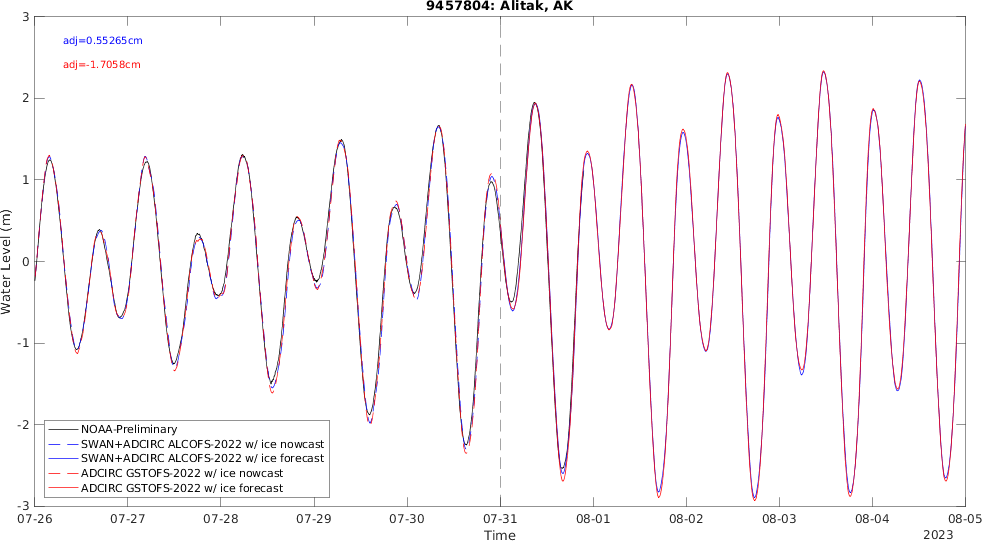 9457804: Alitak, AK
3
adj=0.55265cm
adj=-1.7058cm
2
1
0
-1
-2
-3
Water Level (m)
NOAA-Preliminary
SWAN+ADCIRC ALCOFS-2022 w/ ice nowcast
SWAN+ADCIRC ALCOFS-2022 w/ ice forecast
ADCIRC GSTOFS-2022 w/ ice nowcast
ADCIRC GSTOFS-2022 w/ ice forecast
07-26 07-27 07-28 07-29 07-30 07-31 08-01 08-02 08-03 08-04 08-05
Time
2023